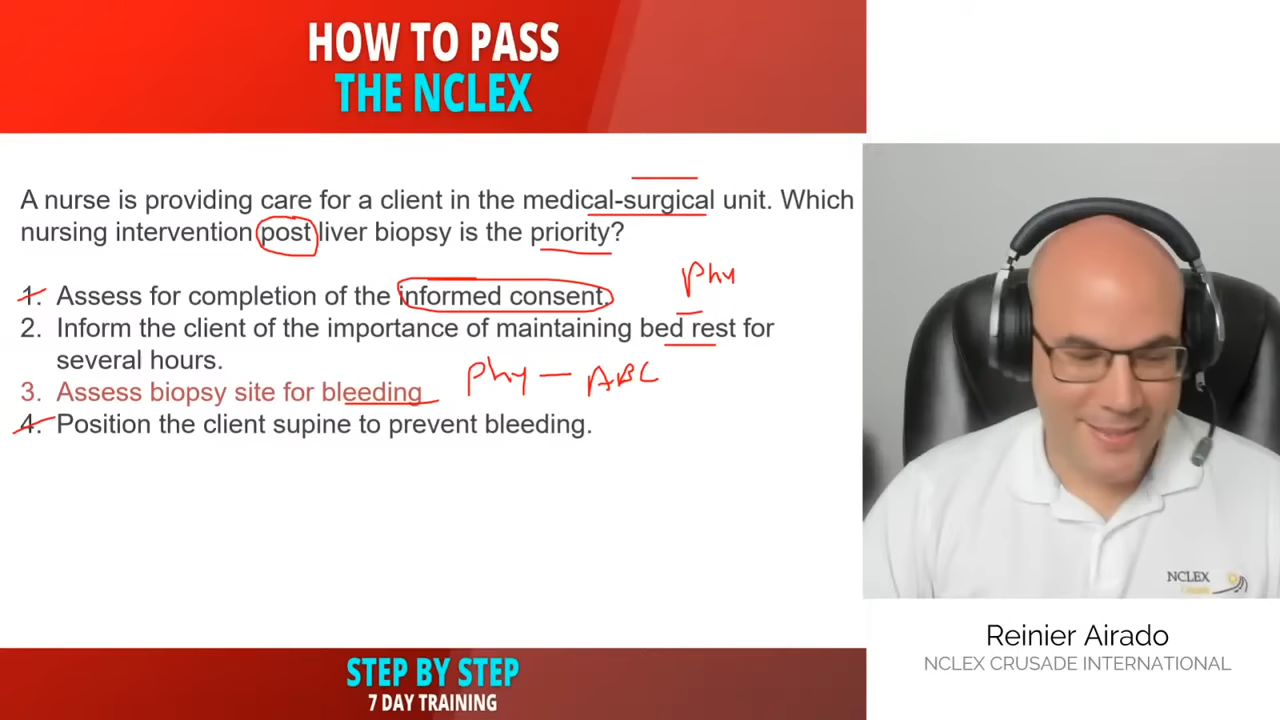 HOW TO PASS
THE NCLEX
A nurse is providing care for a client in the medical-surgical unit. Which
nursing intervention post liver biopsy is the priority?
Phy
1. Assess for completion of the informed consent.
2. Inform the client of the importance of maintaining bed rest for
several hours.
Phy — ABC
3. Assess biopsy site for bleeding
4. Position the client supine to prevent bleeding.
NCLEX
Reinier Airado
NCLEX CRUSADE INTERNATIONAL
STEP BY STEP
7 DAY TRAINING